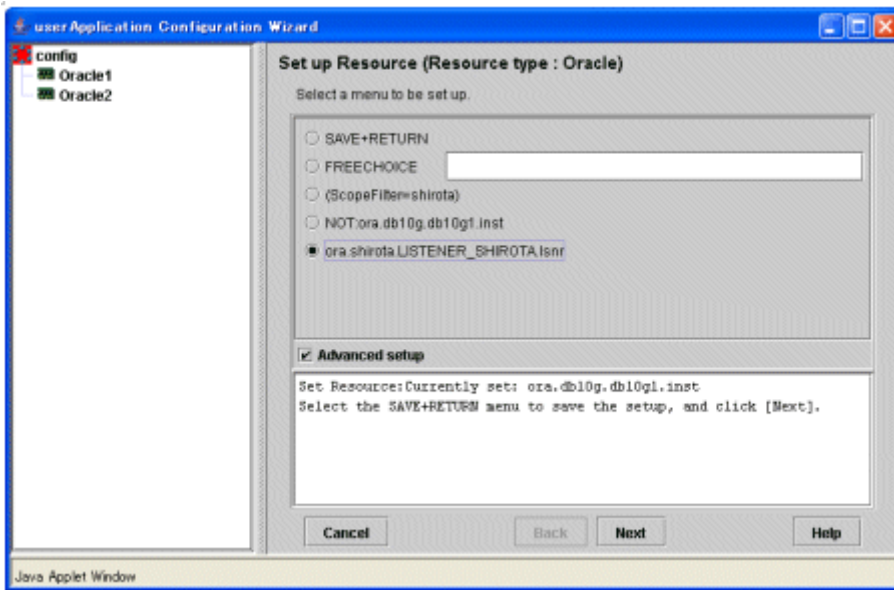 userApplication Configuration Wizard
config
Oracle1
Oracle2
Set up Resource (Resource type : Oracle)
Select a menu to be set up.
SAVE+RETURN
FREECHOICE
(ScopeFilter=shirota)
NOT:ora.db10g.db10g1.inst
ora.shirota.LISTENER_SHIROTA.lsnr
Advanced setup
Set Resource:Currently set: ora.db10g.db10g1.inst
Select the SAVE+RETURN menu to save the setup, and click [Next].
Cancel Back Next Help
Java Applet Window